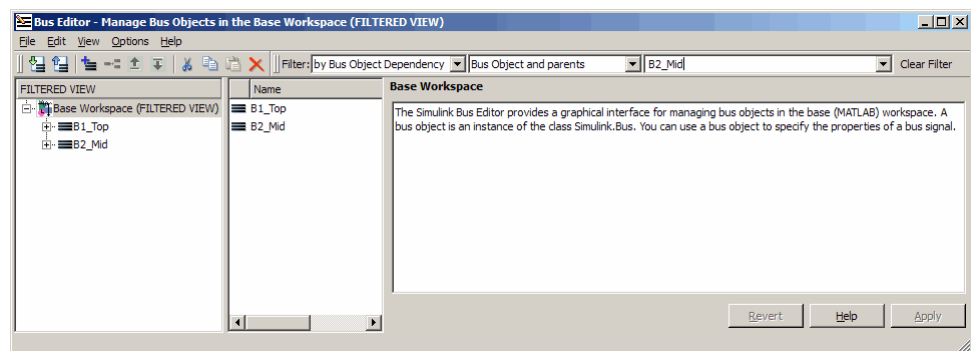 Bus Editor - Manage Bus Objects in the Base Workspace (FILTERED VIEW)
File Edit View Options Help
Filter: by Bus Object Dependency Bus Object and parents B2_Mid Clear Filter
FILTERED VIEW
Base Workspace (FILTERED VIEW)
B1_Top
B2_Mid
Name
B1_Top
B2_Mid
Base Workspace
The Simulink Bus Editor provides a graphical interface for managing bus objects in the base (MATLAB) workspace. A
bus object is an instance of the class Simulink.Bus. You can use a bus object to specify the properties of a bus signal.
Revert Help Apply